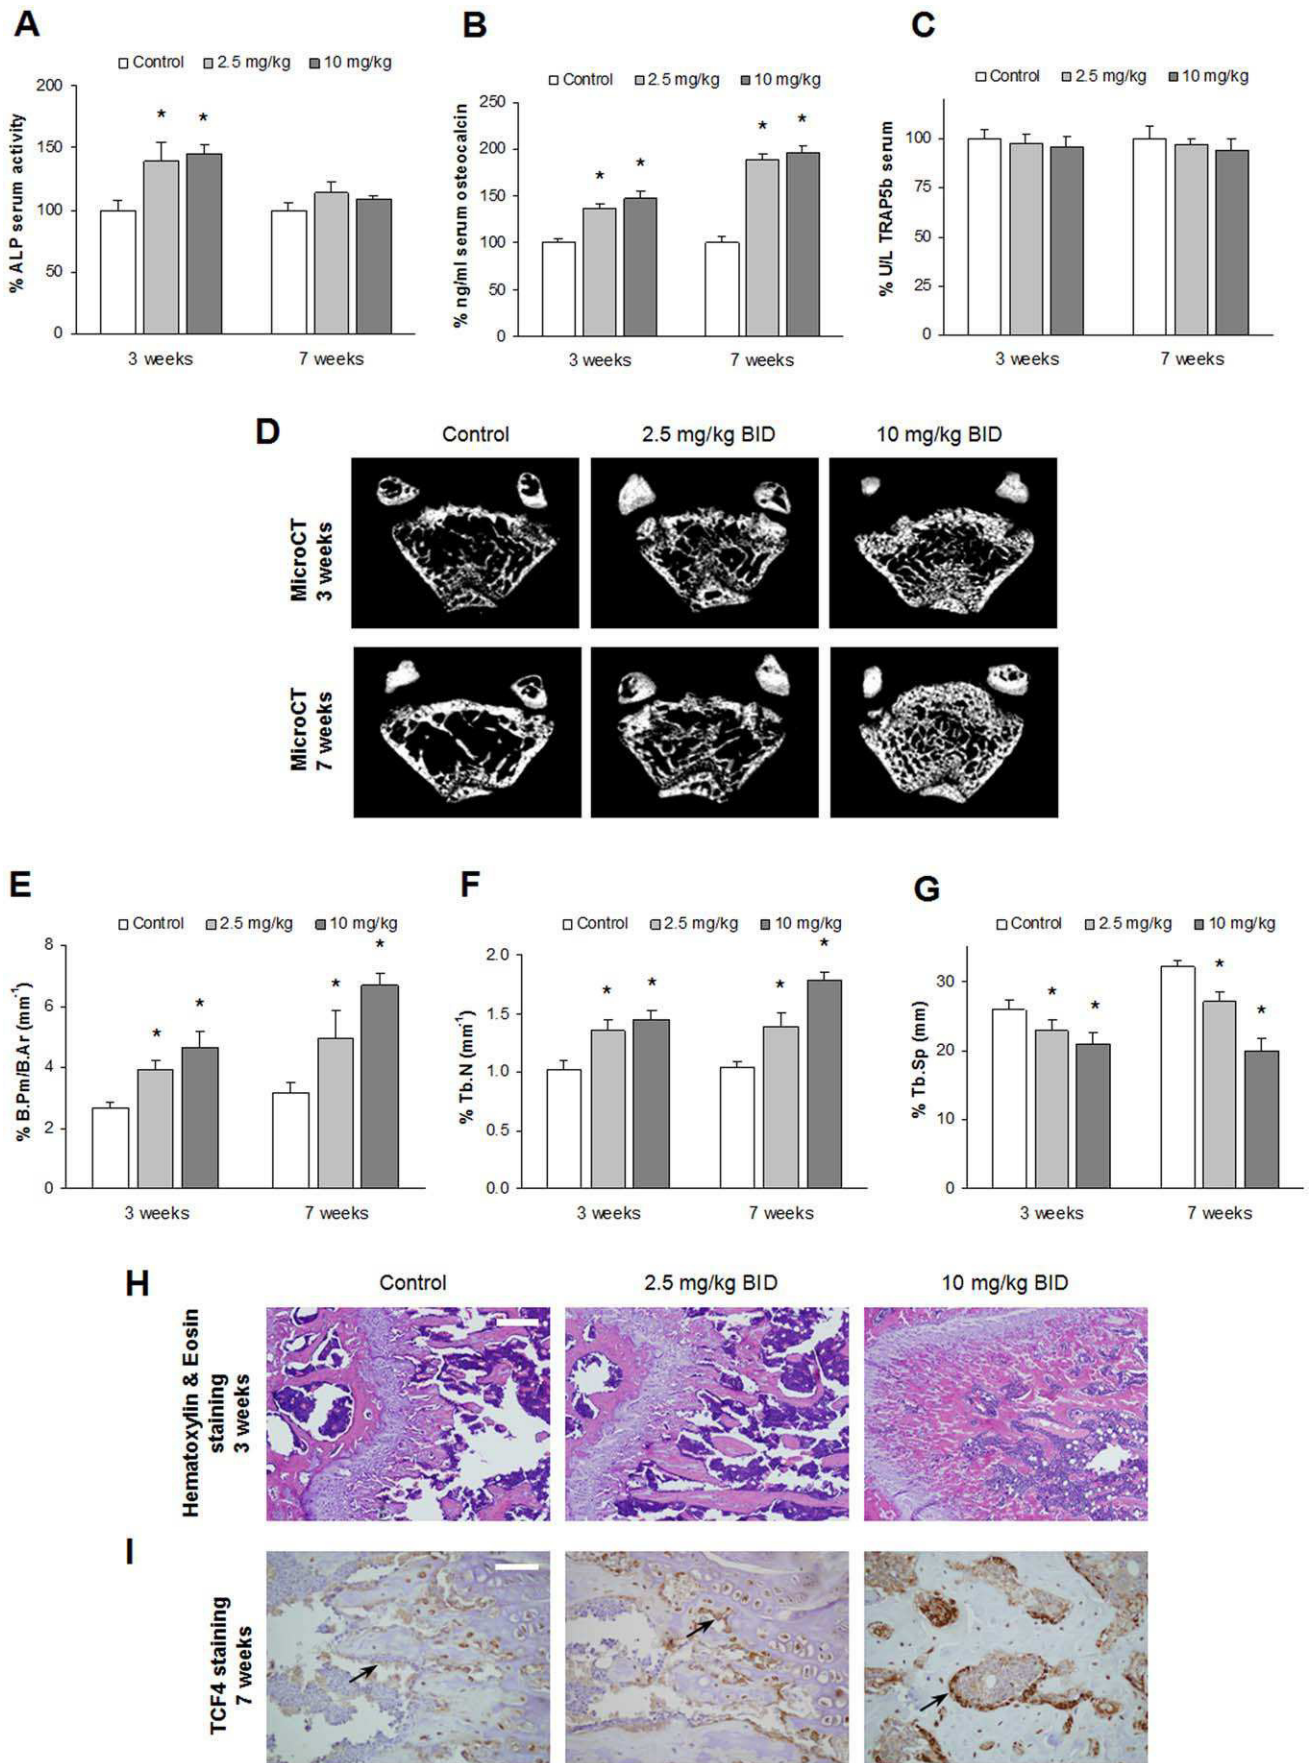 A
Control 2.5 mg/kg 10 mg/kg
% ALP serum activity
200
150
100
50
0
* *
3 weeks 7 weeks
B
Control 2.5 mg/kg 10 mg/kg
% ng/ml serum osteocalcin
250
200
150
100
50
0
* * * *
3 weeks 7 weeks
C
Control 2.5 mg/kg 10 mg/kg
% U/L TRAP5b serum
100
75
50
25
0
3 weeks 7 weeks
D
Control 2.5 mg/kg BID 10 mg/kg BID
MicroCT
3 weeks
MicroCT
7 weeks
E
Control 2.5 mg/kg 10 mg/kg
% B.Pm/B.Ar (mm⁻¹)
8
6
4
2
0
* * * *
3 weeks 7 weeks
F
Control 2.5 mg/kg 10 mg/kg
% Tb.N (mm⁻¹)
2.0
1.5
1.0
0.5
0.0
* * * *
3 weeks 7 weeks
G
Control 2.5 mg/kg 10 mg/kg
% Tb.Sp (mm)
30
20
10
0
* * * *
3 weeks 7 weeks
H
Control 2.5 mg/kg BID 10 mg/kg BID
Hematoxylin & Eosin
staining
3 weeks
I
TCF4 staining
7 weeks